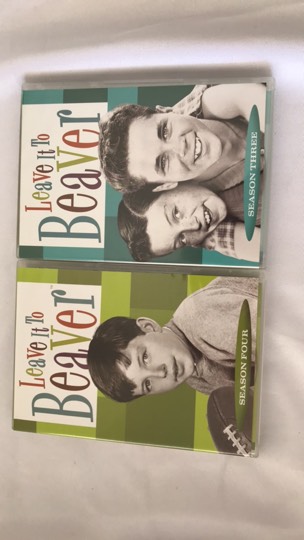 Leave It To
Beaver
SEASON THREE
Leave It To
Beaver
SEASON FOUR